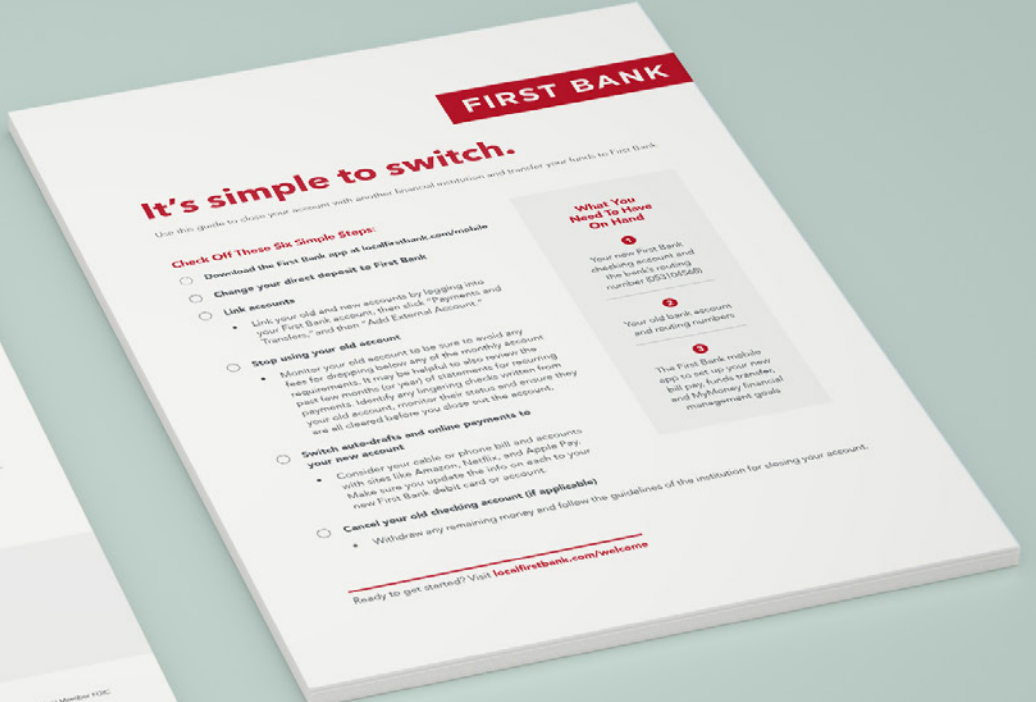 FIRST BANK
It's simple to switch.
Use this guide to close your account with another financial institution and transfer your funds to First Bank.
Check Off These Six Simple Steps:
Download the First Bank app at localfirstbank.com/mobile
Change your direct deposit to First Bank
Link accounts
• Link your old and new accounts by logging into
your First Bank account, then click "Payments and
Transfers," and then "Add External Account."
Stop using your old account
• Monitor your old account to be sure to avoid any
fees for dropping below any of the monthly account
requirements. It may be helpful to also review the
past few months (or year) of statements for recurring
payments. Identify any lingering checks written from
your old account, monitor their status and ensure they
are all cleared before you close out the account.
Switch auto-drafts and online payments to
your new account
• Consider your cable or phone bill and accounts
with sites like Amazon, Netflix, and Apple Pay.
Make sure you update the info on each to your
new First Bank debit card or account.
Cancel your old checking account (if applicable)
• Withdraw any remaining money and follow the guidelines of the institution for closing your account.
Ready to get started? Visit localfirstbank.com/welcome
What You
Need To Have
On Hand
1
Your new First Bank
checking account and
the bank's routing
number (053104568)
2
Your old bank account
and routing numbers
3
The First Bank mobile
app to set up your new
bill pay, funds transfer,
and MyMoney financial
management goals
Member FDIC